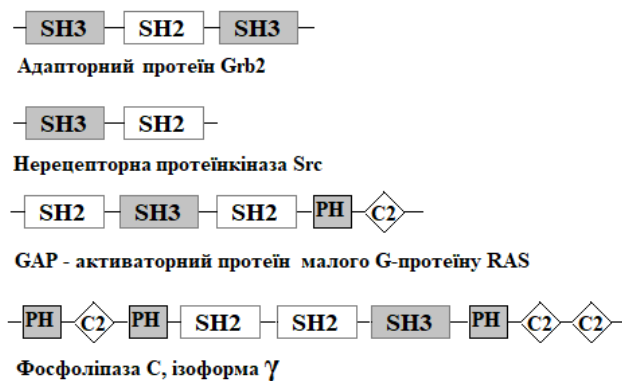 SH3 SH2 SH3
Адапторний протеїн Grb2
SH3 SH2
Нерецепторна протеїнкіназа Src
SH2 SH3 SH2 PH C2
GAP - активаторний протеїн малого G-протеїну RAS
PH C2 PH SH2 SH2 SH3 PH C2 C2
Фосфоліпаза С, ізоформа γ